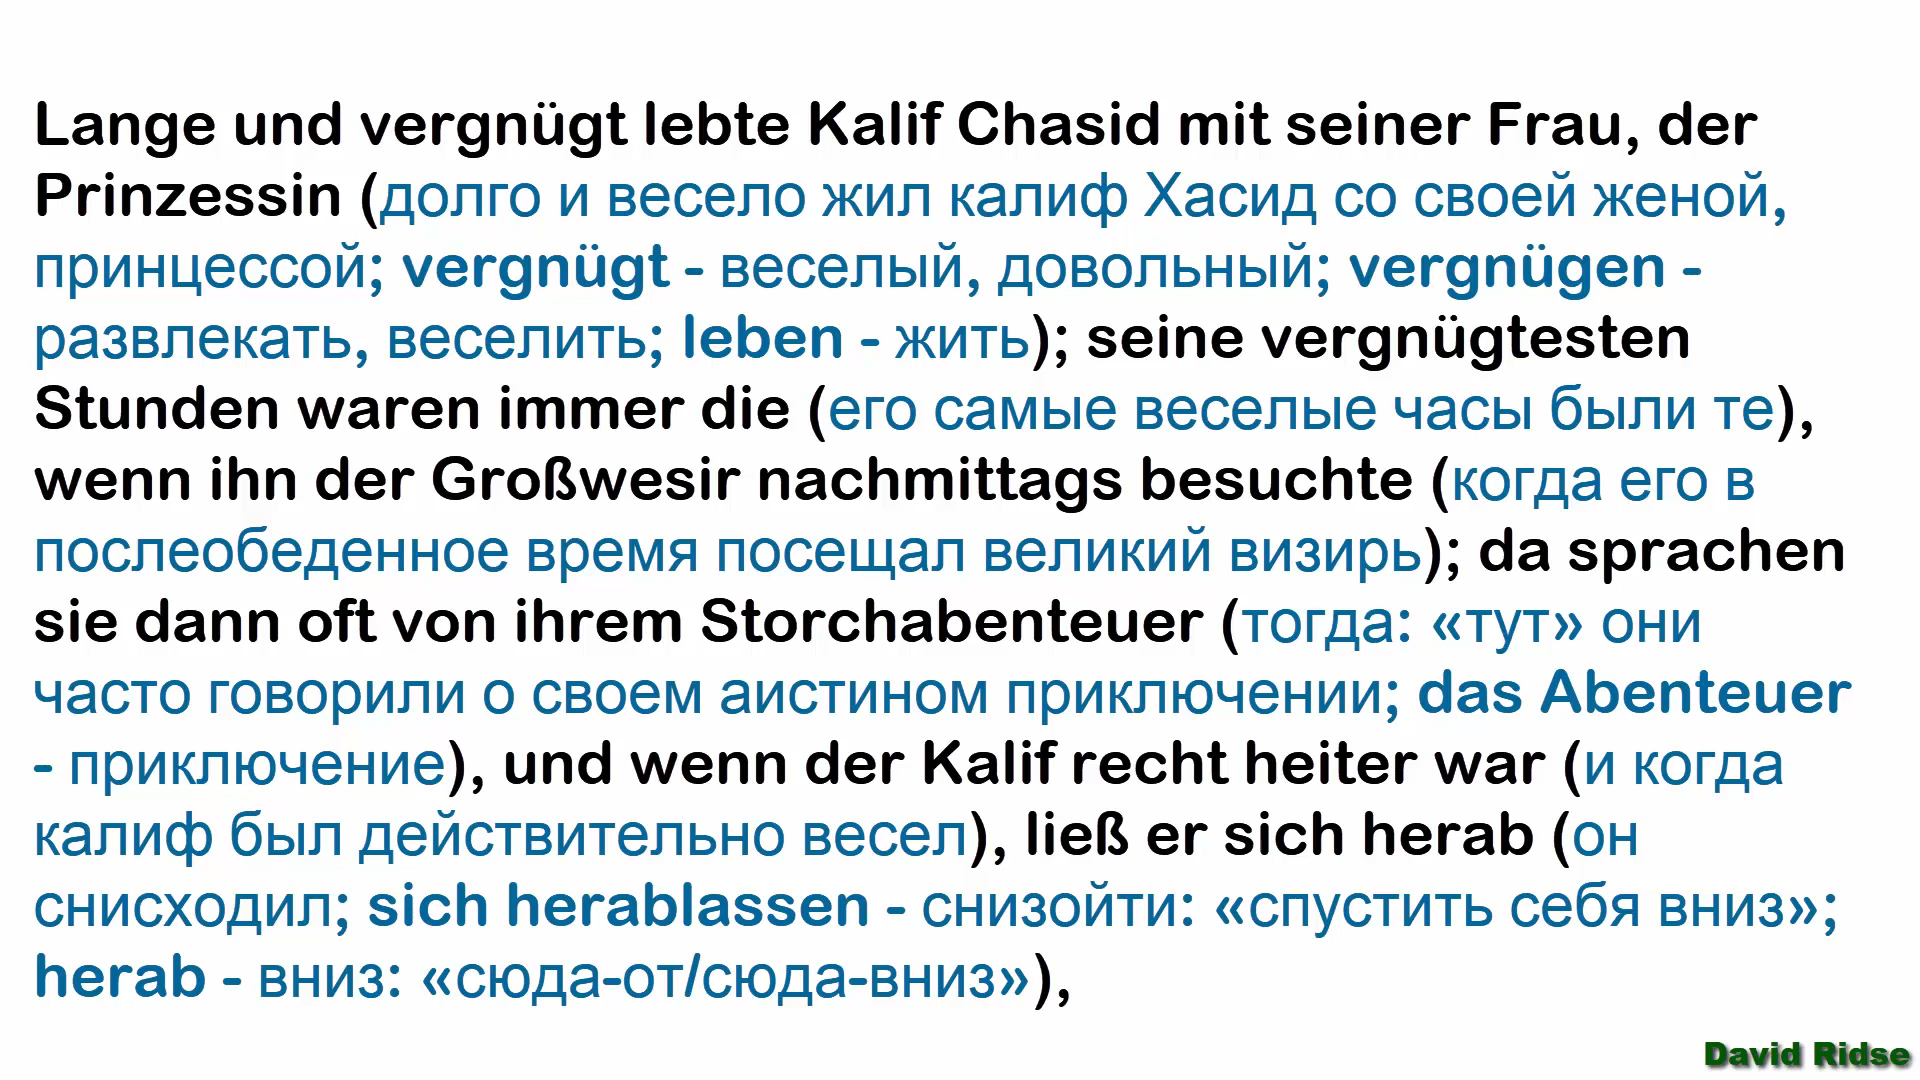 Lange und vergnügt lebte Kalif Chasid mit seiner Frau, der
Prinzessin (долго и весело жил калиф Хасид со своей женой,
принцессой; vergnügt - веселый, довольный; vergnügen -
развлекать, веселить; leben - жить); seine vergnügtesten
Stunden waren immer die (его самые веселые часы были те),
wenn ihn der Großwesir nachmittags besuchte (когда его в
послеобеденное время посещал великий визирь); da sprachen
sie dann oft von ihrem Storchabenteuer (тогда: «тут» они
часто говорили о своем аистином приключении; das Abenteuer
- приключение), und wenn der Kalif recht heiter war (и когда
калиф был действительно весел), ließ er sich herab (он
снисходил; sich herablassen - снизойти: «спустить себя вниз»;
herab - вниз: «сюда-от/сюда-вниз»),
David Ridse